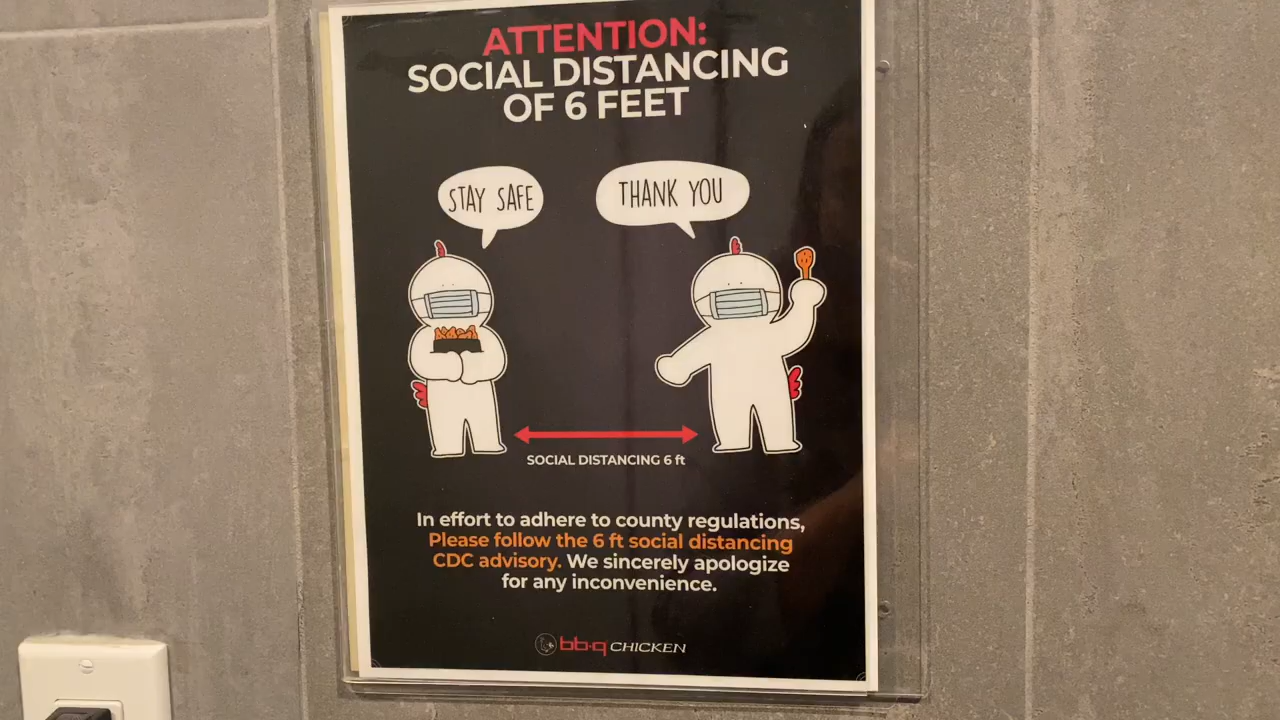 ATTENTION:
SOCIAL DISTANCING
OF 6 FEET
STAY SAFE
THANK YOU
SOCIAL DISTANCING 6 ft
In effort to adhere to county regulations,
Please follow the 6 ft social distancing
CDC advisory. We sincerely apologize
for any inconvenience.
bb·q CHICKEN